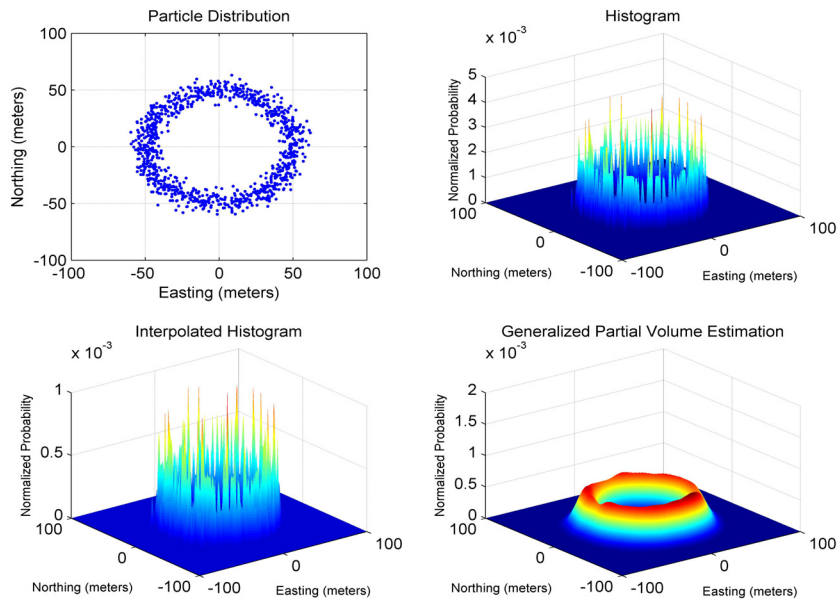 Particle Distribution
100
50
0
-50
-100
-100 -50 0 50 100
Northing (meters)
Easting (meters)
Histogram
x 10⁻³
5
4
3
2
1
0
Normalized Probability
100
0
-100
Northing (meters)
-100
0
100
Easting (meters)
Interpolated Histogram
x 10⁻³
1
0.5
0
Normalized Probability
100
0
-100
Northing (meters)
-100
0
100
Easting (meters)
Generalized Partial Volume Estimation
x 10⁻³
2
1.5
1
0.5
0
Normalized Probability
100
0
-100
Northing (meters)
-100
0
100
Easting (meters)